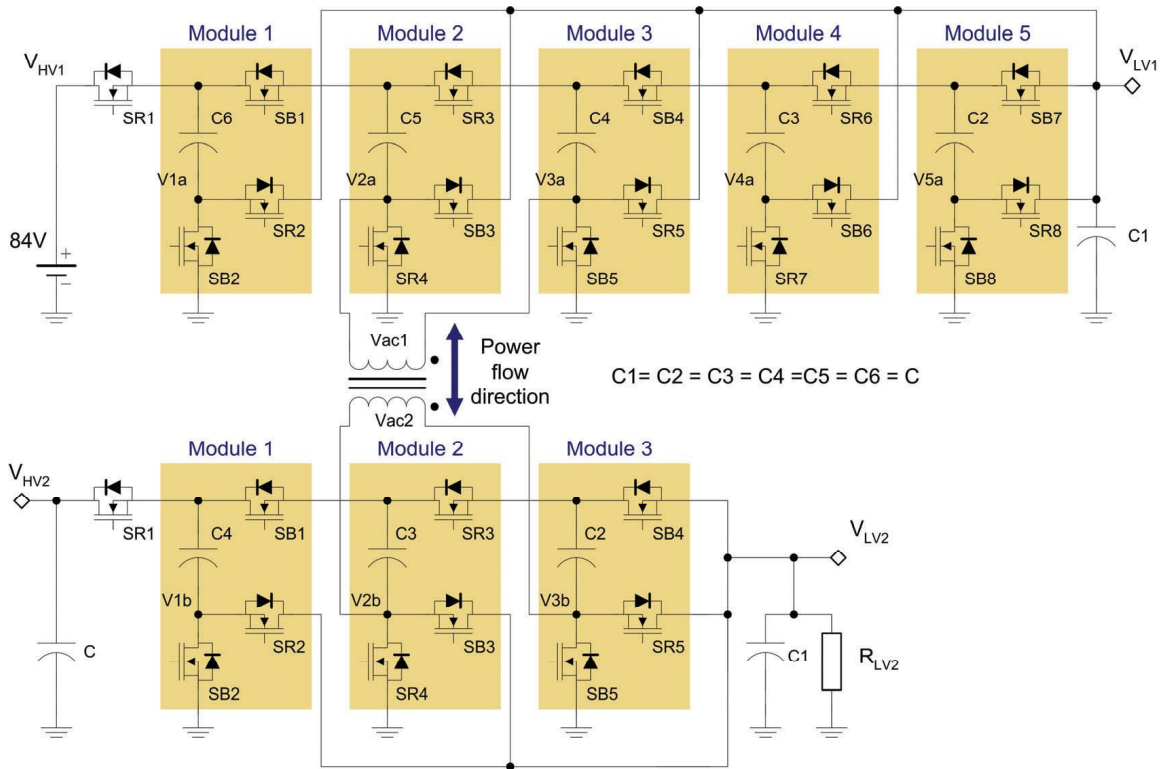 Module 1 Module 2 Module 3 Module 4 Module 5
VHV1 VLV1
SR1 C6 SB1 C5 SR3 C4 SB4 C3 SR6 C2 SB7
V1a V2a V3a V4a V5a
84V + − SR2 SB3 SR5 SB6 SR8 C1
SB2 SR4 SB5 SR7 SB8
Vac1
Power
flow
direction
C1= C2 = C3 = C4 =C5 = C6 = C
Vac2
Module 1 Module 2 Module 3
VHV2
SR1 C4 SB1 C3 SR3 C2 SB4
VLV2
V1b V2b V3b
C SR2 SB3 SR5 C1 RLV2
SB2 SR4 SB5